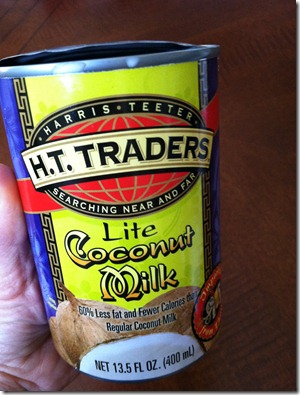 HARRIS • TEETER
H.T. TRADERS
SEARCHING NEAR AND FAR
Lite
Coconut
Milk
60% Less fat and Fewer Calories
Regular Coconut Milk
NET 13.5 FL OZ. (400 mL)